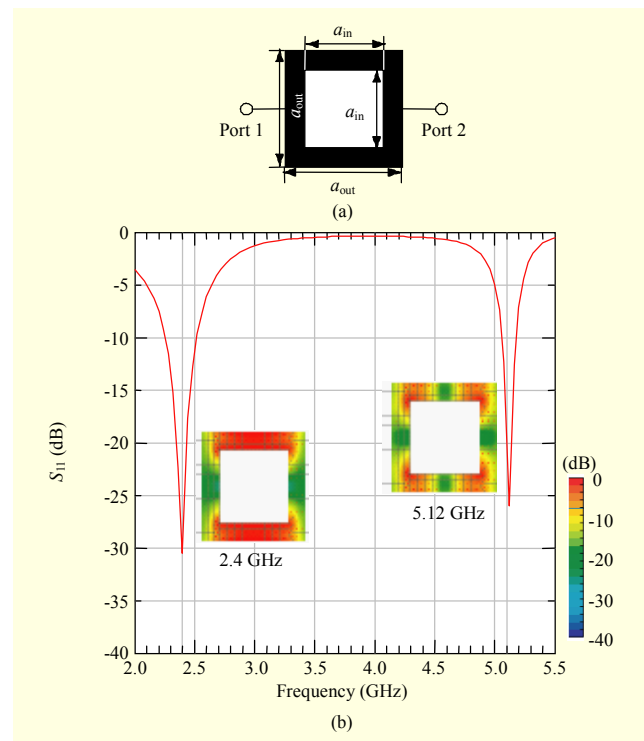 a_in
a_out
a_in
Port 1
Port 2
a_out
(a)
0
-5
-10
-15
-20
-25
-30
-35
-40
S_11 (dB)
2.4 GHz
5.12 GHz
(dB)
0
-10
-20
-30
-40
2.0 2.5 3.0 3.5 4.0 4.5 5.0 5.5
Frequency (GHz)
(b)